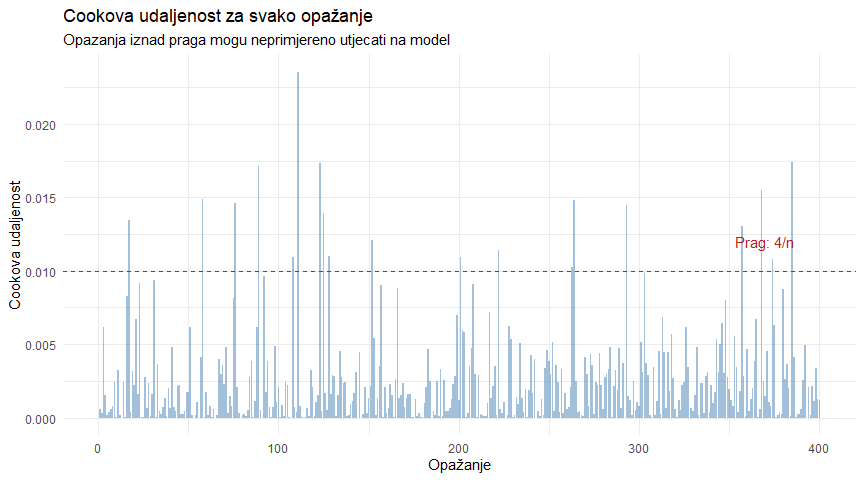 Cookova udaljenost za svako opažanje
Opazanja iznad praga mogu neprimjereno utjecati na model
Cookova udaljenost
0.020
0.015
0.010
0.005
0.000
Prag: 4/n
0
100
200
300
400
Opažanje